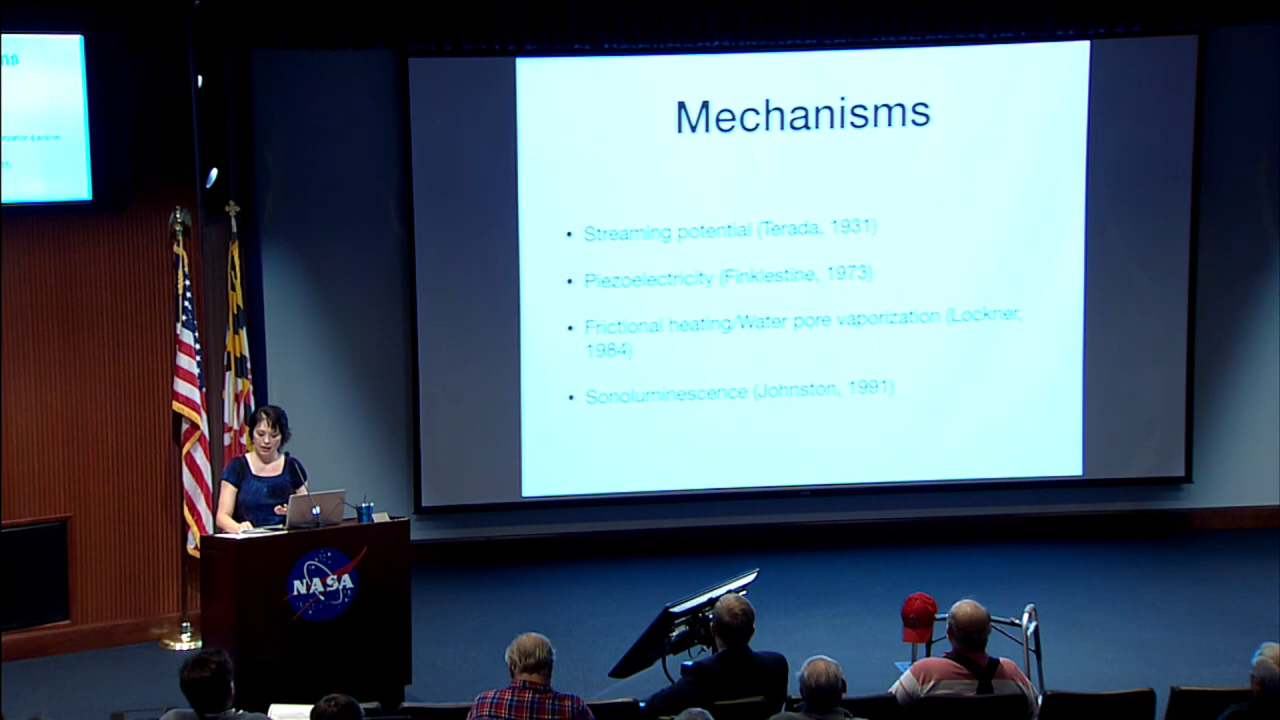 Mechanisms
• Streaming potential (Terada, 1931)
• Piezoelectricity (Finklestine, 1973)
• Frictional heating/Water pore vaporization (Lockner,
1984)
• Sonoluminescence (Johnston, 1991)
NASA